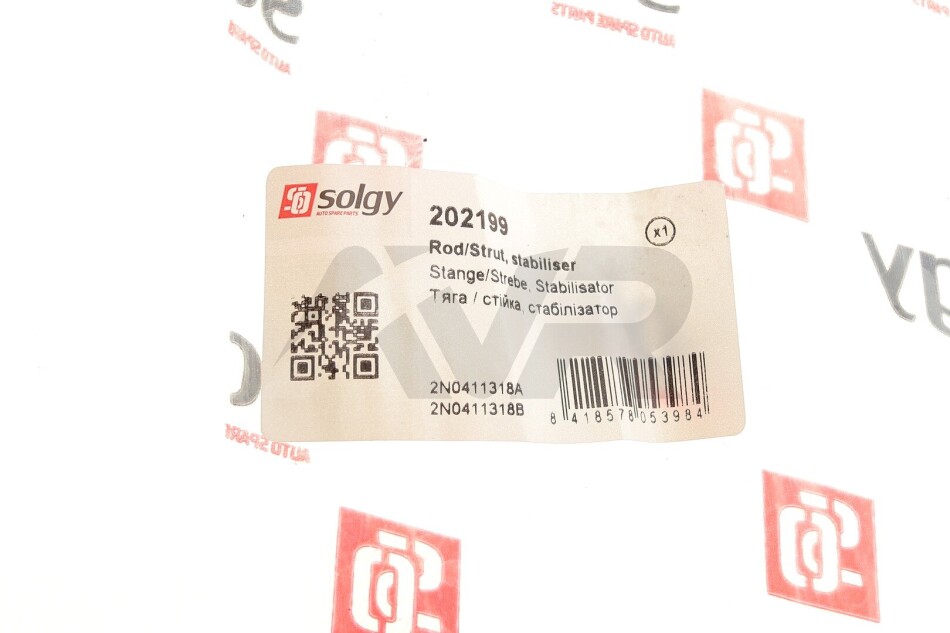 solgy
AUTO SPARE PARTS
202199
x1
Rod/Strut, stabiliser
Stange/Strebe, Stabilisator
Тяга / стійка, стабілізатор
2N0411318A
2N0411318B
8 418578 053984
AVP
AUTO SPARE PARTS